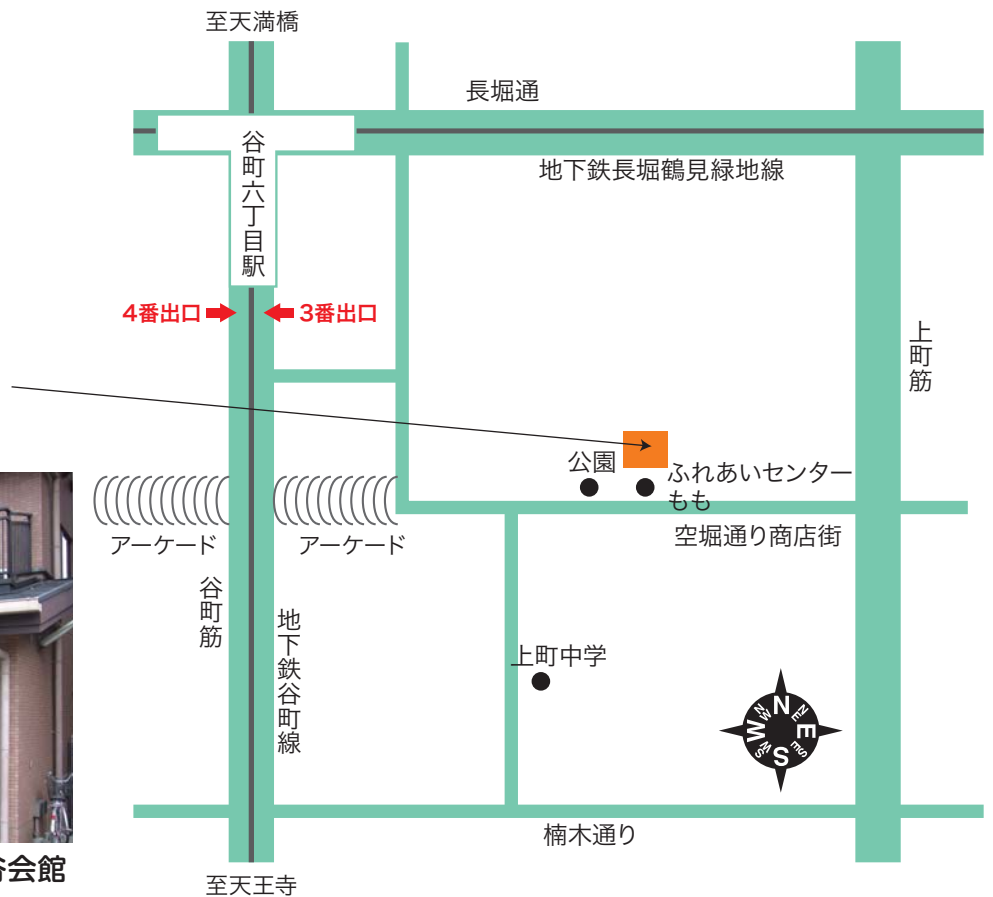 至天満橋
長堀通
地下鉄長堀鶴見緑地線
谷町六丁目駅
4番出口
3番出口
上町筋
公園
ふれあいセンター
もも
空堀通り商店街
アーケード
アーケード
谷町筋
地下鉄谷町線
上町中学
N
NW
NE
W
E
SW
SE
S
楠木通り
谷会館
至天王寺